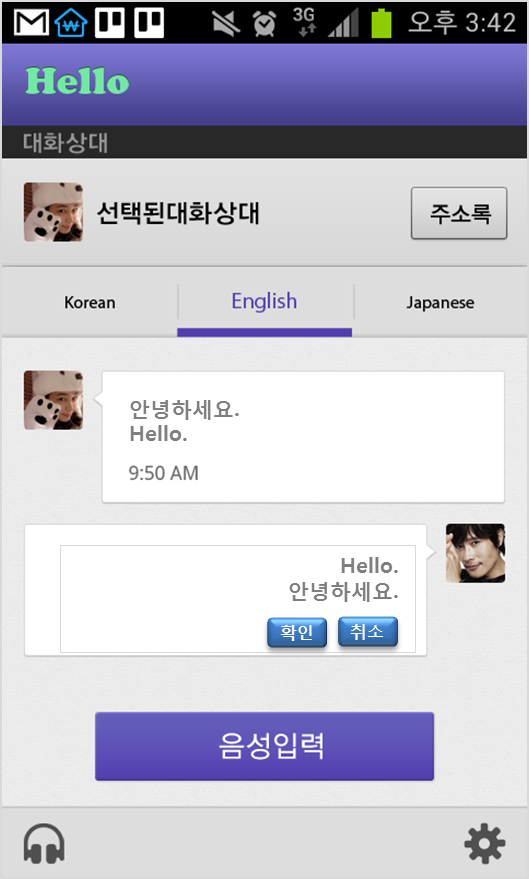 3G
오후 3:42
Hello
대화상대
선택된대화상대
주소록
Korean
English
Japanese
안녕하세요.
Hello.
9:50 AM
Hello.
안녕하세요.
확인
취소
음성입력